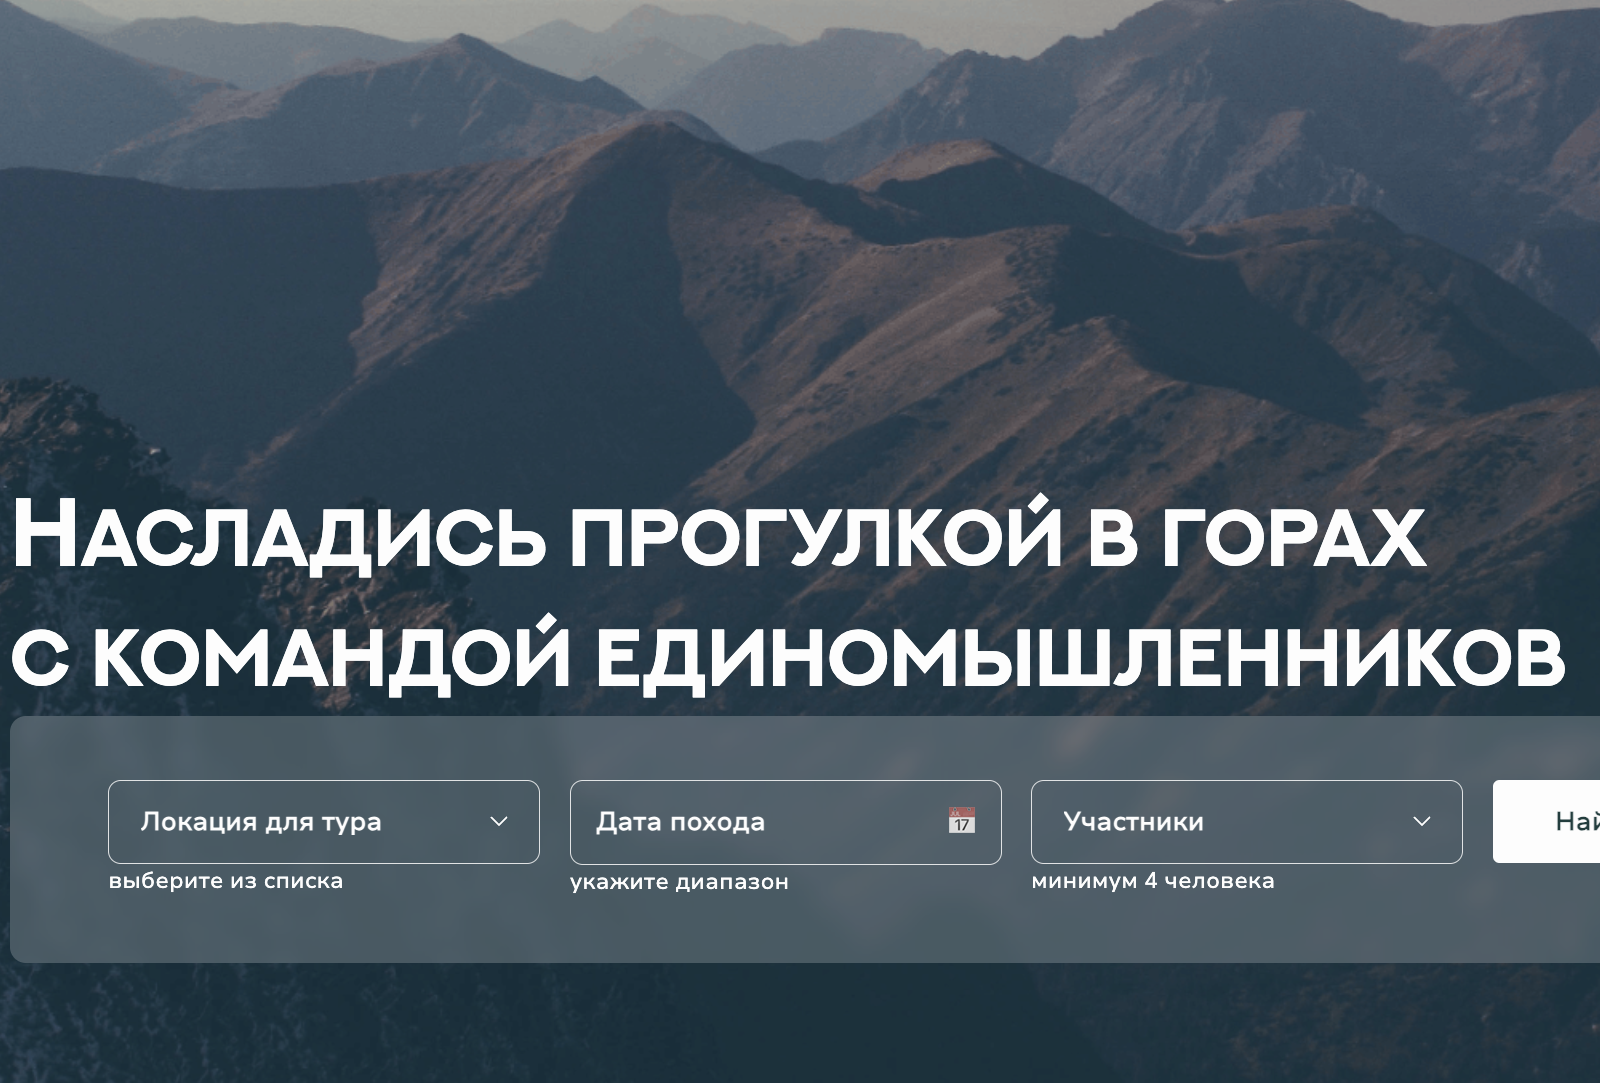 Насладись прогулкой в горах
с командой единомышленников
Локация для тура
Дата похода
17
Участники
Най
выберите из списка
укажите диапазон
минимум 4 человека